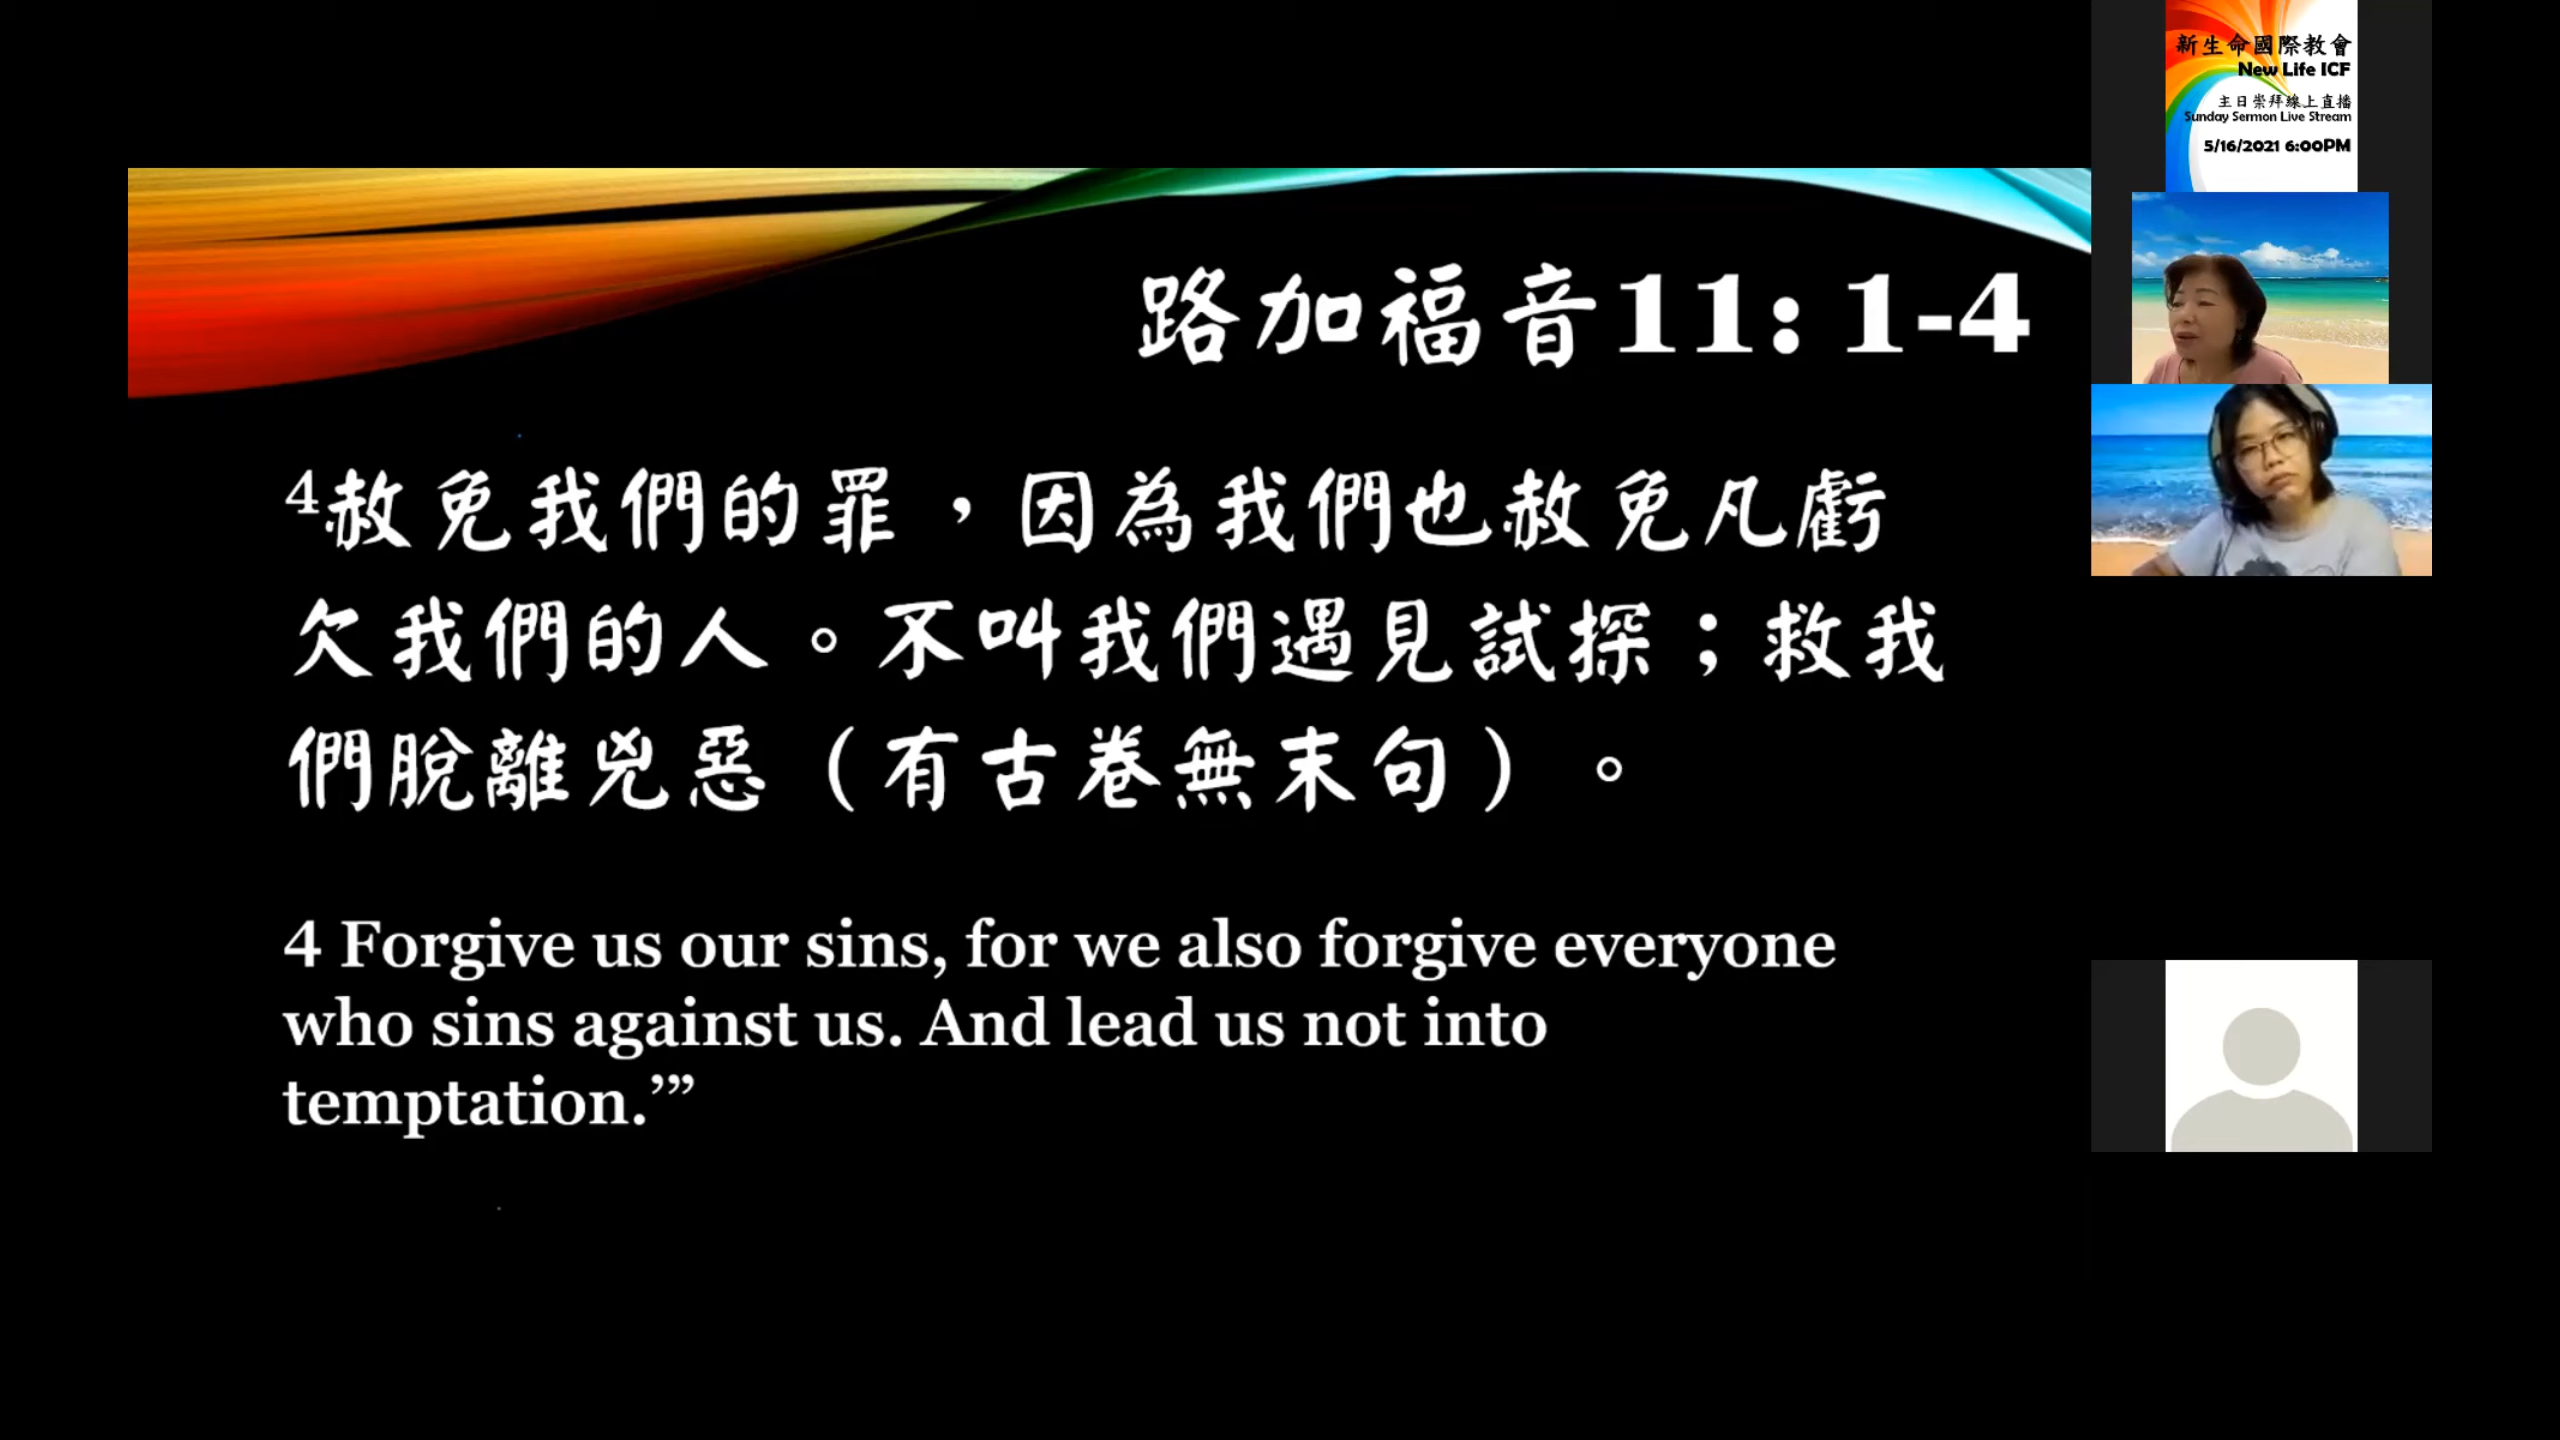 路加福音11: 1-4
4赦免我們的罪，因為我們也赦免凡虧
欠我們的人。不叫我們遇見試探；救我
們脫離兇惡（有古卷無末句）。
4 Forgive us our sins, for we also forgive everyone
who sins against us. And lead us not into
temptation.’”
新生命國際教會
New Life ICF
主日崇拜線上直播
Sunday Sermon Live Stream
5/16/2021 6:00PM